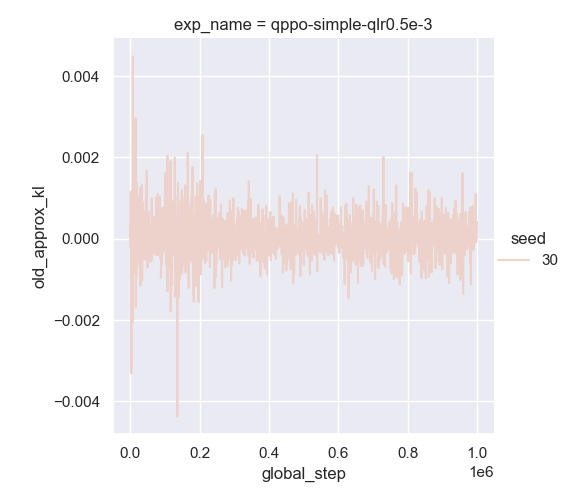 exp_name = qppo-simple-qlr0.5e-3
0.004
0.002
0.000
−0.002
−0.004
old_approx_kl
0.0 0.2 0.4 0.6 0.8 1.0
1e6
global_step
seed
30